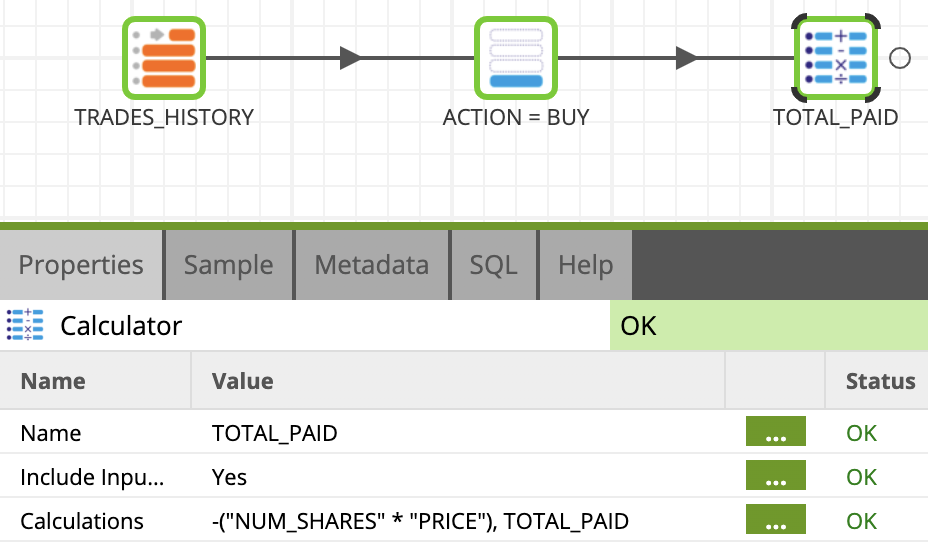 TRADES_HISTORY ACTION = BUY TOTAL_PAID
Properties Sample Metadata SQL Help
Calculator OK
Name Value Status
Name TOTAL_PAID ... OK
Include Inpu... Yes ... OK
Calculations -("NUM_SHARES" * "PRICE"), TOTAL_PAID ... OK